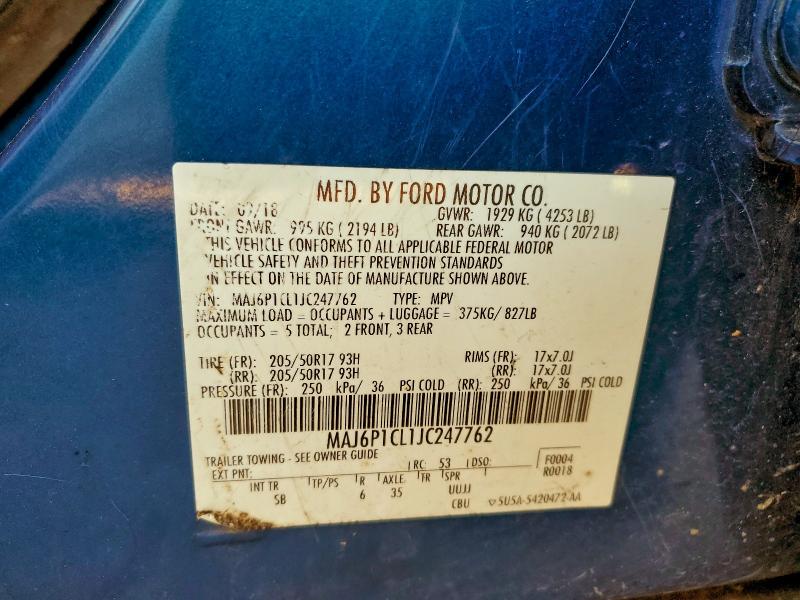 MFD. BY FORD MOTOR CO.
DATE: 07/18 GVWR: 1929 KG ( 4253 LB)
FRONT GAWR: 995 KG ( 2194 LB) REAR GAWR: 940 KG ( 2072 LB)
THIS VEHICLE CONFORMS TO ALL APPLICABLE FEDERAL MOTOR
VEHICLE SAFETY AND THEFT PREVENTION STANDARDS
IN EFFECT ON THE DATE OF MANUFACTURE SHOWN ABOVE.
VIN: MAJ6P1CL1JC247762 TYPE: MPV
MAXIMUM LOAD = OCCUPANTS + LUGGAGE = 375KG/ 827LB
OCCUPANTS = 5 TOTAL; 2 FRONT, 3 REAR
TIRE (FR): 205/50R17 93H RIMS (FR): 17x7.0J
(RR): 205/50R17 93H (RR): 17x7.0J
PRESSURE (FR): 250 kPa/ 36 PSI COLD (RR): 250 kPa/ 36 PSI COLD
MAJ6P1CL1JC247762
TRAILER TOWING - SEE OWNER GUIDE
F0004
R0018
EXT PNT: RC: 53 DSO:
INT TR TP/PS R AXLE FR SPR
SB 6 35 UUJJ
CBU 5U5A-5420472-AA